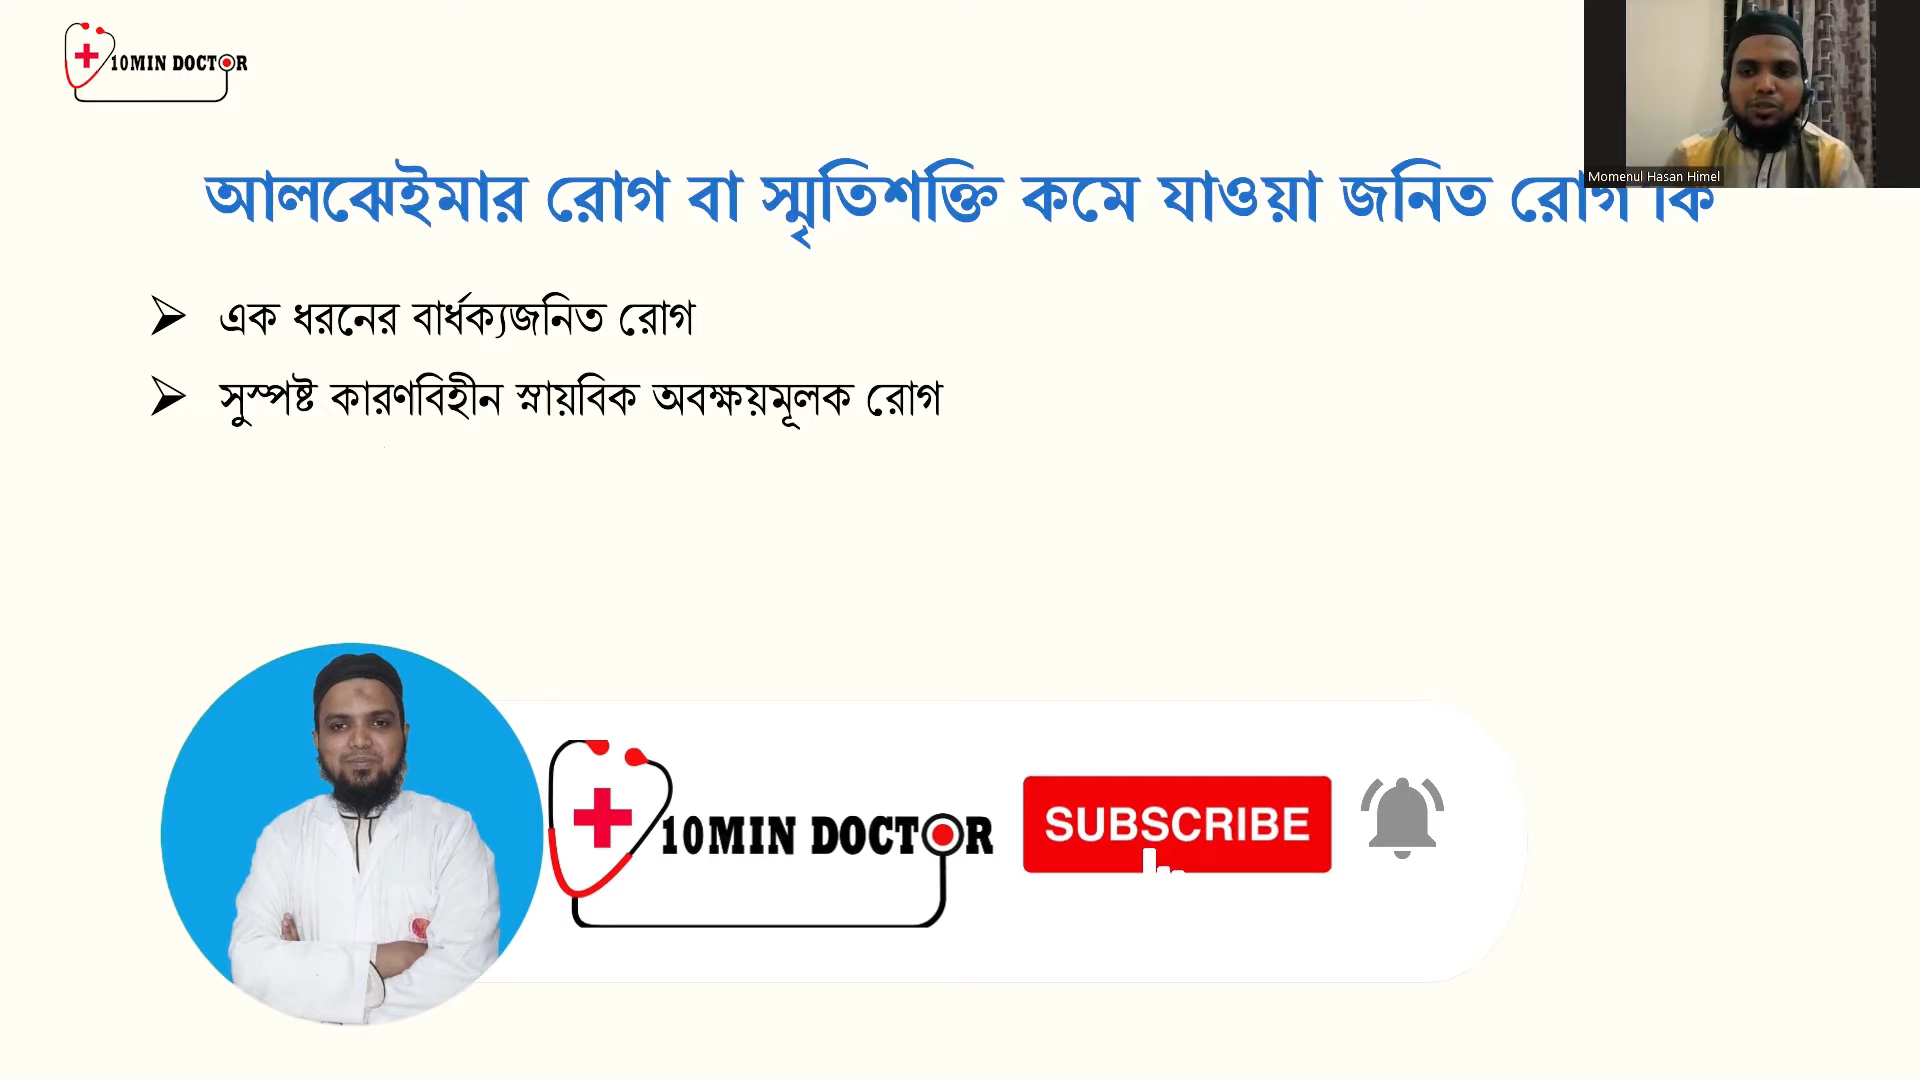 10MIN DOCTOR
Momenul Hasan Himel
আলঝেইমার রোগ বা স্মৃতিশক্তি কমে যাওয়া জনিত রোগ কি
এক ধরনের বার্ধক্যজনিত রোগ
সুস্পষ্ট কারণবিহীন স্নায়বিক অবক্ষয়মূলক রোগ
10MIN DOCTOR
SUBSCRIBE